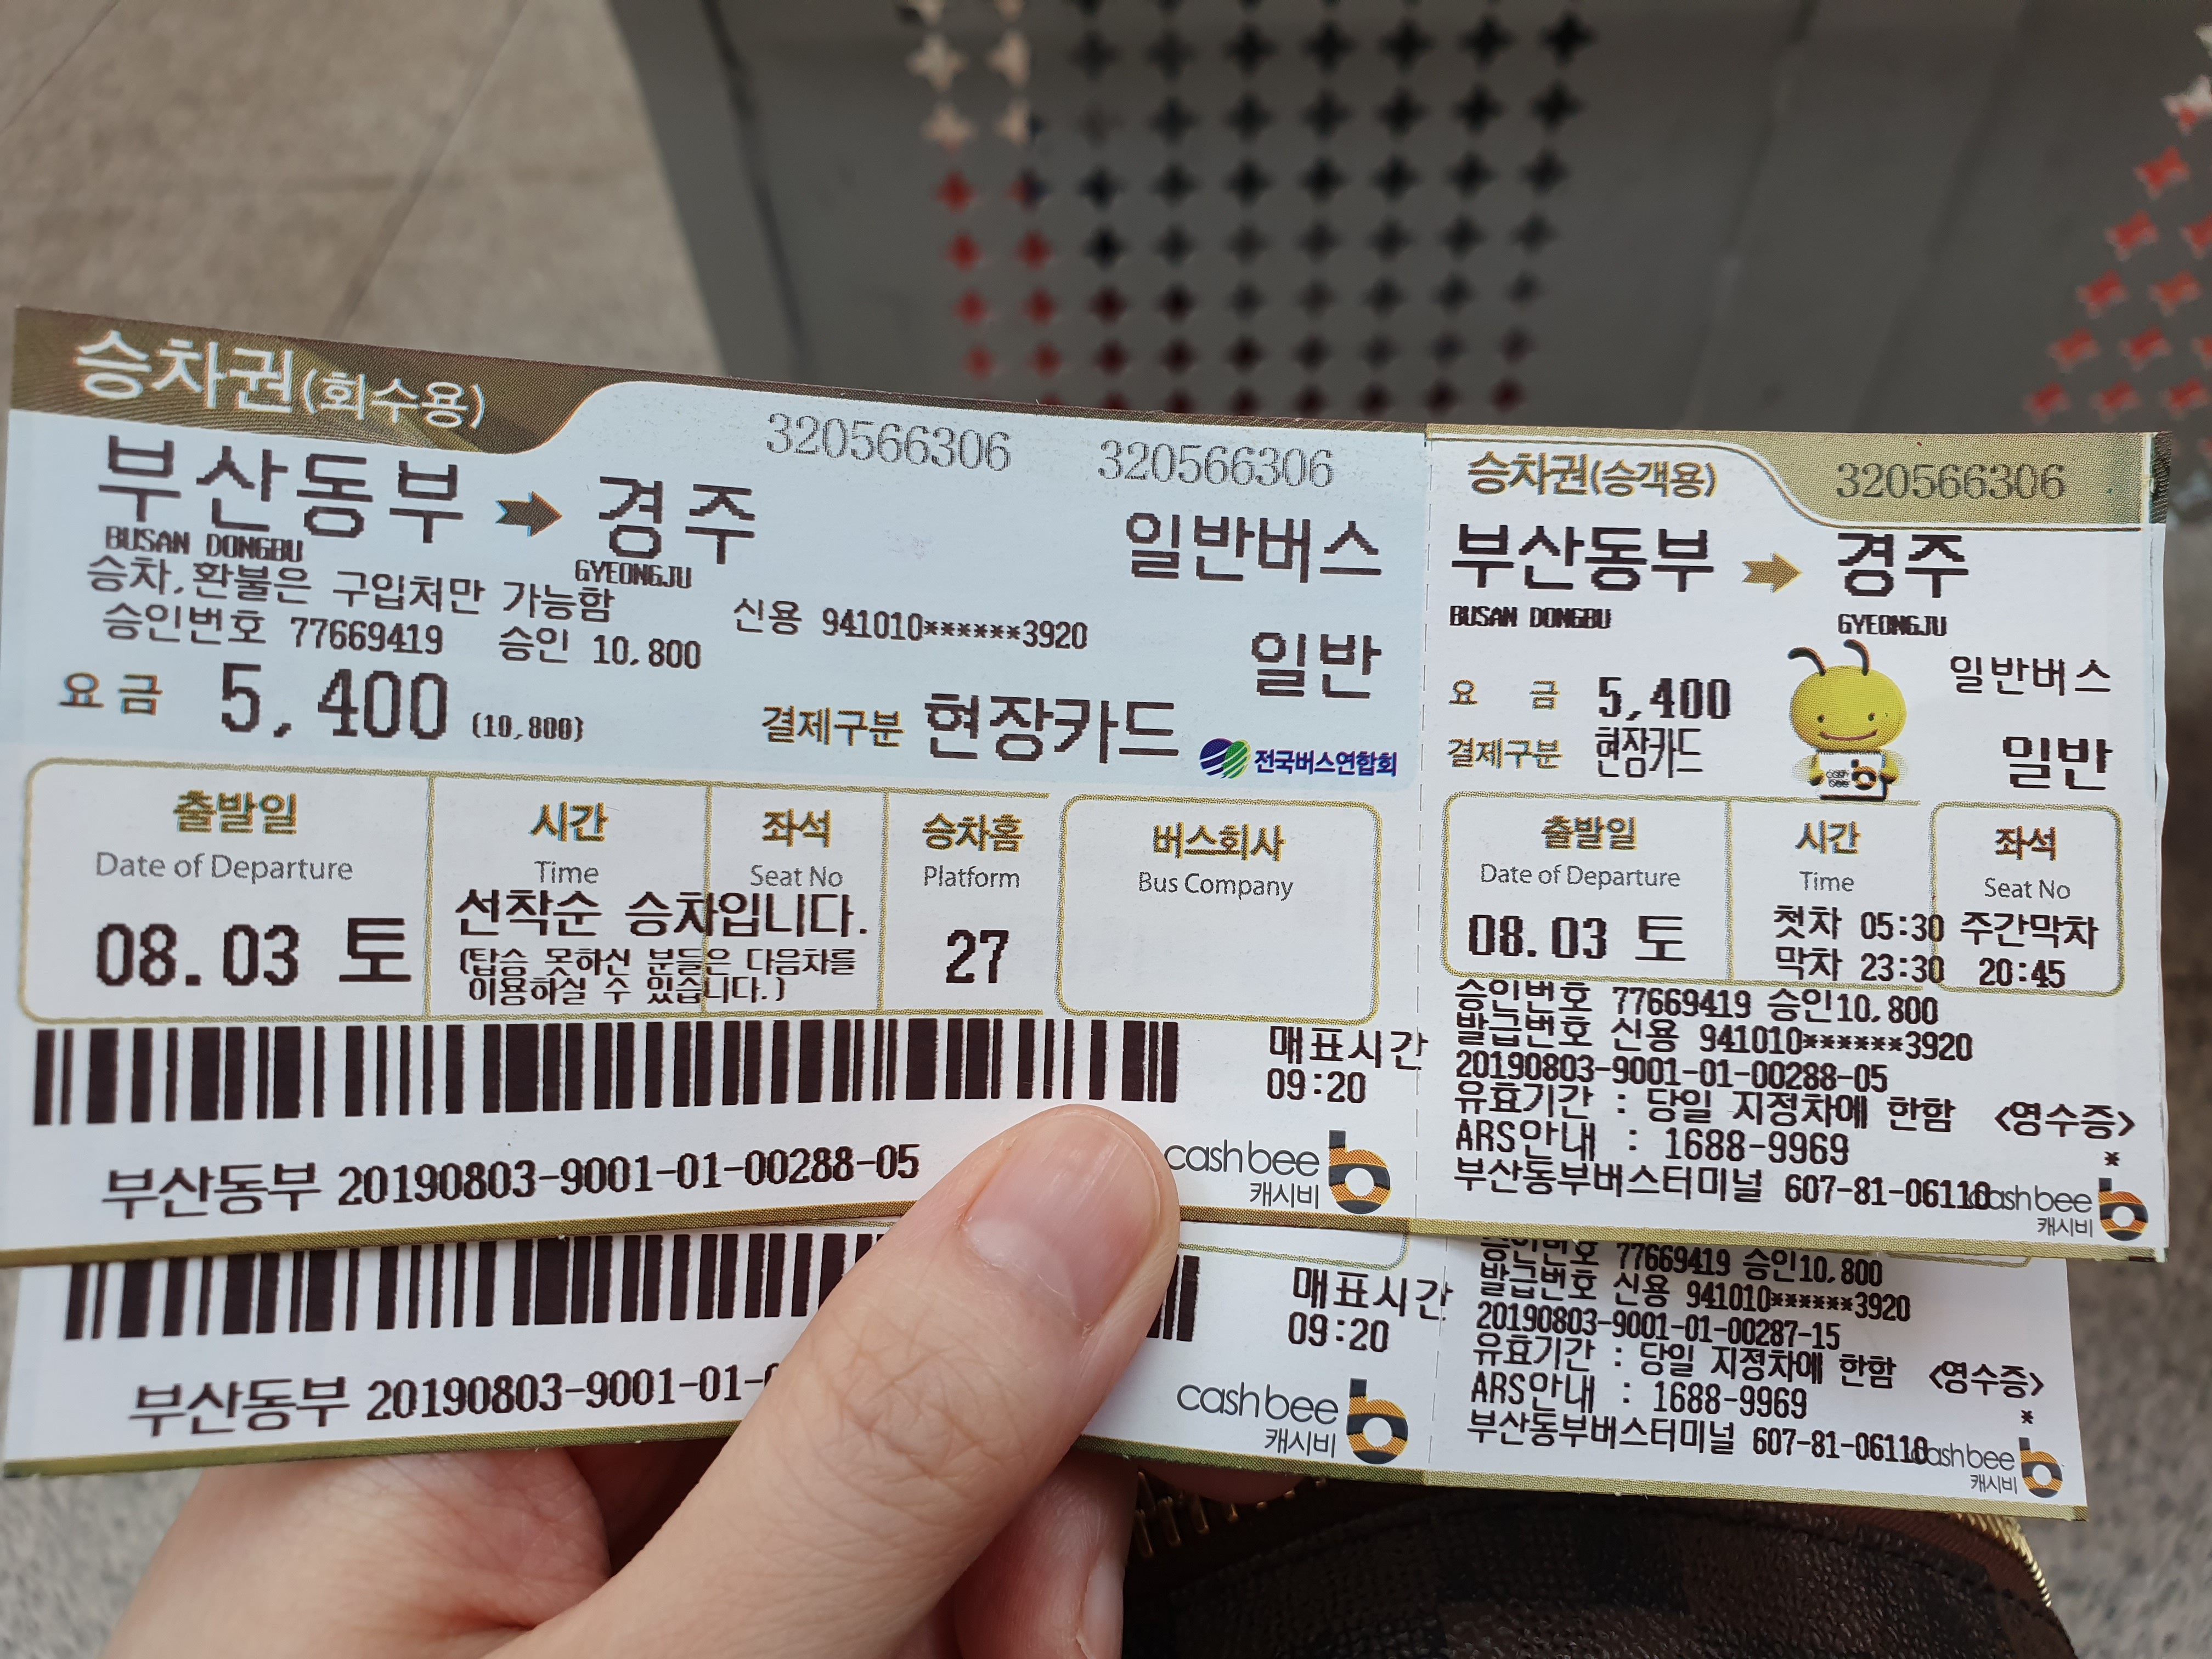 승차권(회수용)
320566306 320566306
부산동부 → 경주
BUSAN DONGBU GYEONGJU
일반버스
승차,환불은 구입처만 가능함
승인번호 77669419 승인 10,800 신용 941010******3920
일반
요금 5,400 (10,800) 결제구분 현장카드
전국버스연합회
출발일 시간 좌석 승차홈 버스회사
Date of Departure Time Seat No Platform Bus Company
08.03 토 선착순 승차입니다. 27
(탑승 못하신 분들은 다음차를
이용하실 수 있습니다.)
매표시간
09:20
부산동부 20190803-9001-01-00288-05
cashbee
캐시비
승차권(승객용) 320566306
부산동부 → 경주
BUSAN DONGBU GYEONGJU
일반버스
요 금 5,400
결제구분 현장카드
일반
cash bee
출발일 시간 좌석
Date of Departure Time Seat No
08.03 토 첫차 05:30 주간막차
막차 23:30 20:45
승인번호 77669419 승인10,800
발급번호 신용 941010******3920
20190803-9001-01-00288-05
유효기간 : 당일 지정차에 한함 <영수증>
ARS안내 : 1688-9969 *
부산동부버스터미널 607-81-06110
cashbee
캐시비
매표시간
09:20
부산동부 20190803-9001-01-
cashbee
캐시비
승인번호 77669419 승인10,800
발급번호 신용 941010******3920
20190803-9001-01-00287-15
유효기간 : 당일 지정차에 한함 <영수증>
ARS안내 : 1688-9969 *
부산동부버스터미널 607-81-06110
cashbee
캐시비